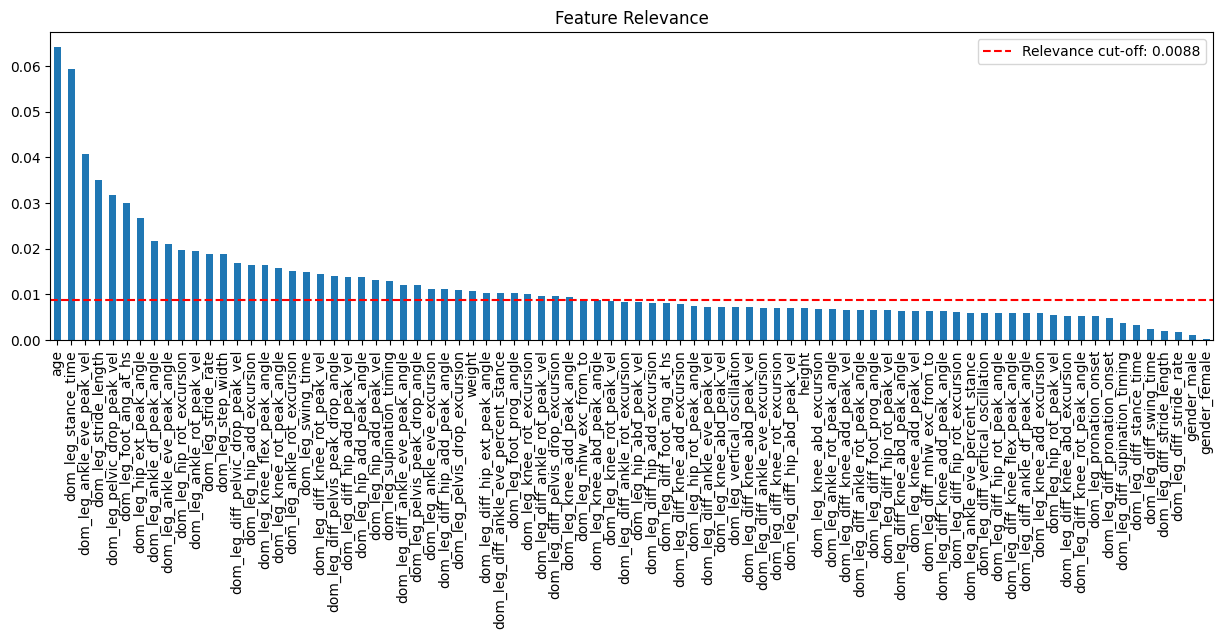 Feature Relevance
Relevance cut-off: 0.0088
0.06
0.05
0.04
0.03
0.02
0.01
0.00
age
dom_leg_stance_time
dom_leg_ankle_eve_peak_vel
dom_leg_stride_length
dom_leg_pelvic_drop_peak_vel
dom_leg_foot_ang_at_hs
dom_leg_hip_ext_peak_angle
dom_leg_ankle_df_peak_angle
dom_leg_ankle_eve_peak_angle
dom_leg_hip_rot_excursion
dom_leg_ankle_rot_peak_vel
dom_leg_stride_rate
dom_leg_step_width
dom_leg_diff_pelvic_drop_peak_vel
dom_leg_hip_add_excursion
dom_leg_knee_flex_peak_angle
dom_leg_knee_rot_peak_angle
dom_leg_ankle_rot_excursion
dom_leg_swing_time
dom_leg_diff_knee_rot_peak_vel
dom_leg_diff_pelvis_peak_drop_angle
dom_leg_hip_add_peak_angle
dom_leg_diff_hip_add_peak_vel
dom_leg_hip_add_peak_vel
dom_leg_supination_timing
dom_leg_diff_ankle_eve_peak_angle
dom_leg_pelvis_peak_drop_angle
dom_leg_ankle_eve_excursion
dom_leg_diff_hip_add_peak_angle
dom_leg_pelvis_drop_excursion
weight
dom_leg_diff_hip_ext_peak_angle
dom_leg_diff_ankle_eve_percent_stance
dom_leg_foot_prog_angle
dom_leg_knee_rot_excursion
dom_leg_diff_ankle_rot_peak_vel
dom_leg_diff_pelvis_drop_excursion
dom_leg_knee_add_peak_angle
dom_leg_mhw_exc_from_to
dom_leg_knee_abd_peak_angle
dom_leg_knee_rot_peak_vel
dom_leg_diff_ankle_rot_excursion
dom_leg_hip_abd_peak_vel
dom_leg_diff_hip_add_excursion
dom_leg_diff_foot_ang_at_hs
dom_leg_diff_knee_add_excursion
dom_leg_hip_rot_peak_angle
dom_leg_diff_ankle_eve_peak_vel
dom_leg_knee_abd_peak_vel
dom_leg_vertical_oscillation
dom_leg_diff_knee_abd_peak_vel
dom_leg_diff_ankle_eve_excursion
dom_leg_diff_knee_rot_excursion
dom_leg_diff_hip_abd_peak_vel
height
dom_leg_knee_abd_excursion
dom_leg_ankle_rot_peak_angle
dom_leg_diff_knee_add_peak_vel
dom_leg_diff_hip_rot_peak_vel
dom_leg_diff_foot_prog_angle
dom_leg_diff_ankle_rot_peak_angle
dom_leg_diff_knee_abd_peak_angle
dom_leg_knee_add_peak_vel
dom_leg_diff_mhw_exc_from_to
dom_leg_diff_knee_add_peak_angle
dom_leg_diff_hip_rot_excursion
dom_leg_ankle_eve_percent_stance
dom_leg_diff_vertical_oscillation
dom_leg_diff_hip_rot_peak_angle
dom_leg_diff_knee_flex_peak_angle
dom_leg_diff_ankle_df_peak_angle
dom_leg_knee_add_excursion
dom_leg_hip_rot_peak_vel
dom_leg_diff_knee_abd_excursion
dom_leg_diff_knee_rot_peak_angle
dom_leg_pronation_onset
dom_leg_diff_pronation_onset
dom_leg_diff_supination_timing
dom_leg_diff_stance_time
dom_leg_diff_swing_time
dom_leg_diff_stride_length
dom_leg_diff_stride_rate
gender_male
gender_female